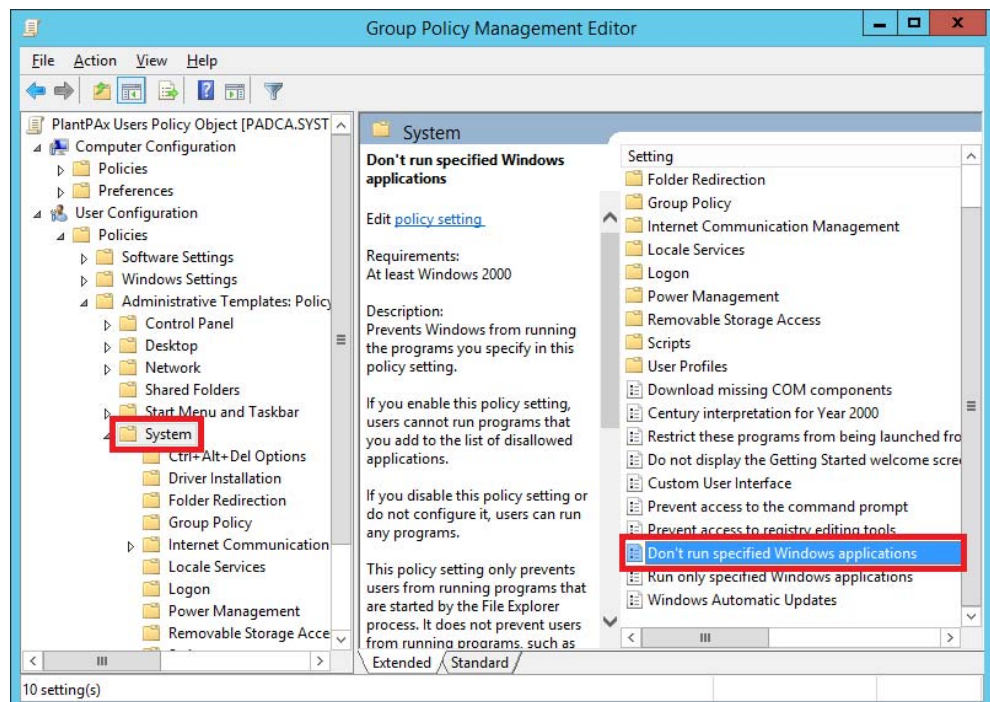 Group Policy Management Editor
File Action View Help
PlantPAx Users Policy Object [PADCA.SYST
Computer Configuration
Policies
Preferences
User Configuration
Policies
Software Settings
Windows Settings
Administrative Templates: Policy
Control Panel
Desktop
Network
Shared Folders
Start Menu and Taskbar
System
Ctrl+Alt+Del Options
Driver Installation
Folder Redirection
Group Policy
Internet Communication
Locale Services
Logon
Power Management
Removable Storage Acce
System
Don't run specified Windows
applications
Edit policy setting
Requirements:
At least Windows 2000
Description:
Prevents Windows from running
the programs you specify in this
policy setting.
If you enable this policy setting,
users cannot run programs that
you add to the list of disallowed
applications.
If you disable this policy setting or
do not configure it, users can run
any programs.
This policy setting only prevents
users from running programs that
are started by the File Explorer
process. It does not prevent users
from running programs, such as
Setting
Folder Redirection
Group Policy
Internet Communication Management
Locale Services
Logon
Power Management
Removable Storage Access
Scripts
User Profiles
Download missing COM components
Century interpretation for Year 2000
Restrict these programs from being launched fro
Do not display the Getting Started welcome scree
Custom User Interface
Prevent access to the command prompt
Prevent access to registry editing tools
Don't run specified Windows applications
Run only specified Windows applications
Windows Automatic Updates
Extended Standard
10 setting(s)